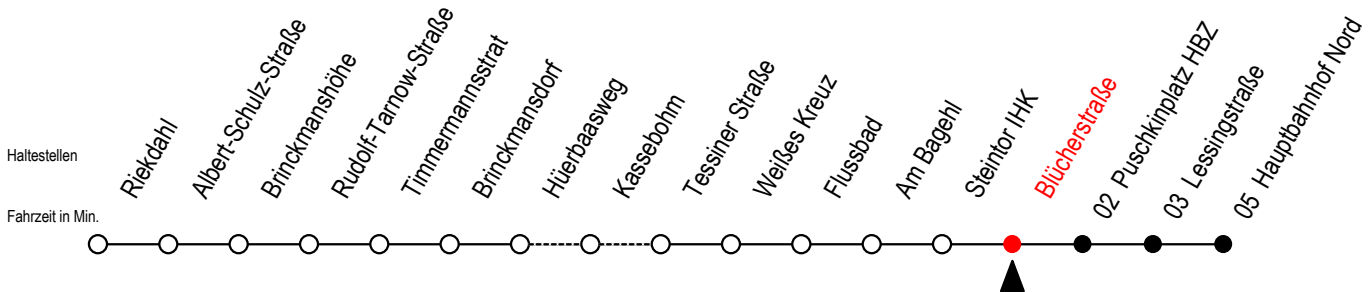 Haltestellen
Fahrzeit in Min.
Riekdahl
Albert-Schulz-Straße
Brinckmanshöhe
Rudolf-Tarnow-Straße
Timmermannsstrat
Brinckmansdorf
Hüerbaasweg
Kassebohm
Tessiner Straße
Weißes Kreuz
Flussbad
Am Bagehl
Steintor IHK
Blücherstraße
02 Puschkinplatz HBZ
03 Lessingstraße
05 Hauptbahnhof Nord